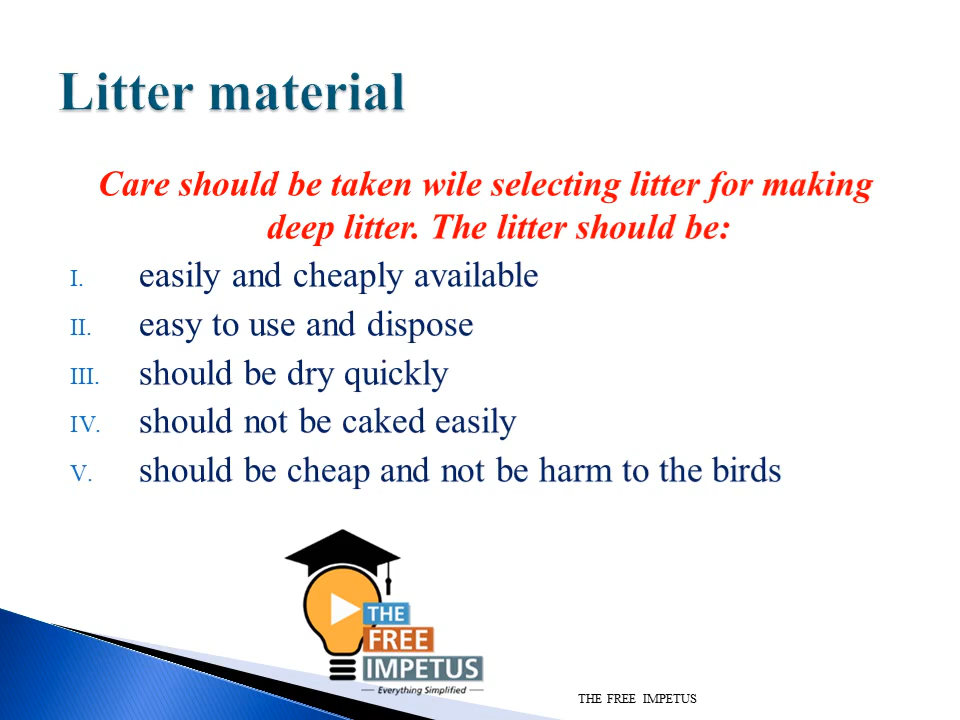 Litter material
Care should be taken wile selecting litter for making
deep litter. The litter should be:
I. easily and cheaply available
II. easy to use and dispose
III. should be dry quickly
IV. should not be caked easily
V. should be cheap and not be harm to the birds
THE
FREE
IMPETUS
Everything Simplified
THE FREE IMPETUS